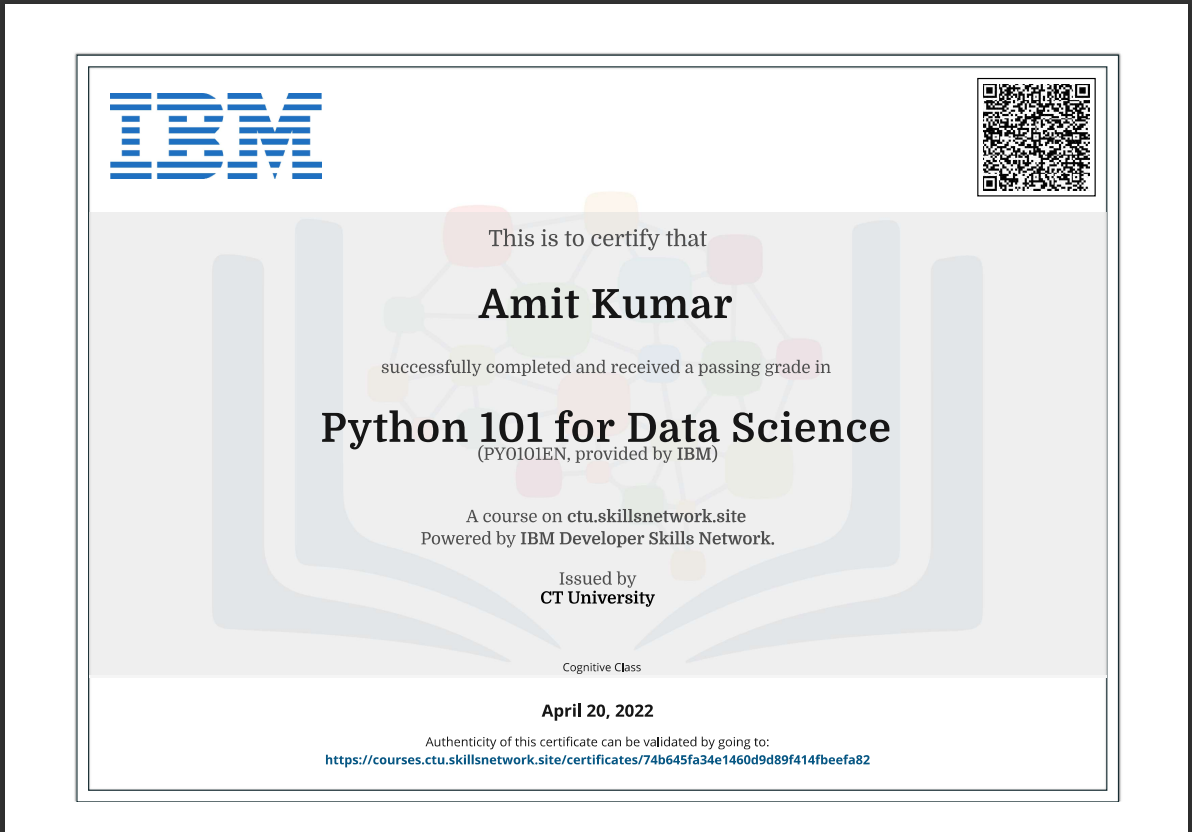 IBM
This is to certify that
Amit Kumar
successfully completed and received a passing grade in
Python 101 for Data Science
(PY0101EN, provided by IBM)
A course on ctu.skillsnetwork.site
Powered by IBM Developer Skills Network.
Issued by
CT University
Cognitive Class
April 20, 2022
Authenticity of this certificate can be validated by going to:
https://courses.ctu.skillsnetwork.site/certificates/74b645fa34e1460d9d89f414fbeefa82